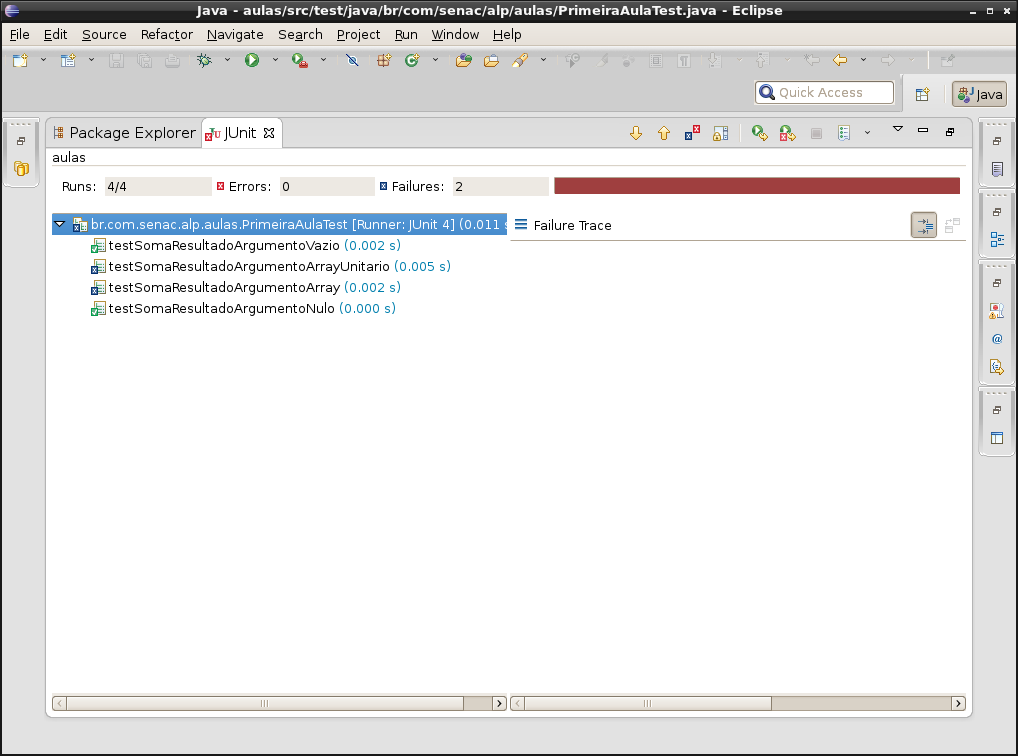 Java - aulas/src/test/java/br/com/senac/alp/aulas/PrimeiraAulaTest.java - Eclipse
File Edit Source Refactor Navigate Search Project Run Window Help
Quick Access
Java
Package Explorer
JUnit
aulas
Runs: 4/4 Errors: 0 Failures: 2
br.com.senac.alp.aulas.PrimeiraAulaTest [Runner: JUnit 4] (0.011 s
Failure Trace
testSomaResultadoArgumentoVazio (0.002 s)
testSomaResultadoArgumentoArrayUnitario (0.005 s)
testSomaResultadoArgumentoArray (0.002 s)
testSomaResultadoArgumentoNulo (0.000 s)